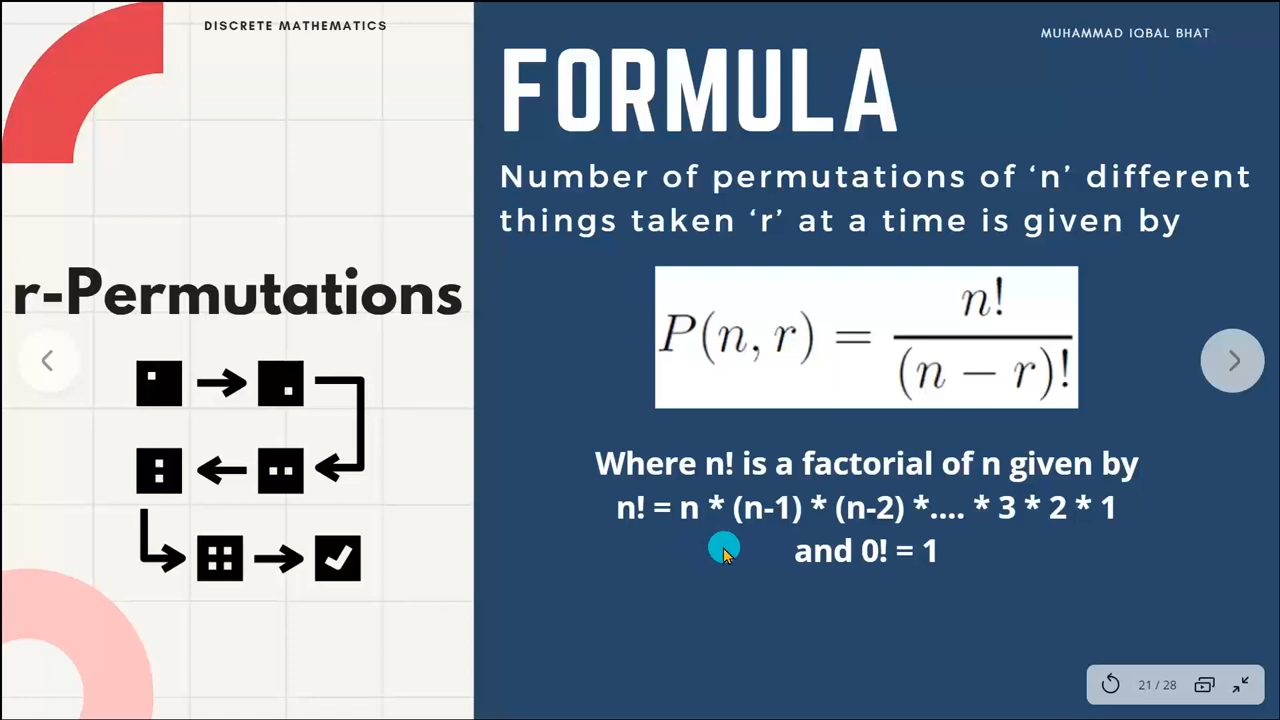 DISCRETE MATHEMATICS
MUHAMMAD IQBAL BHAT
FORMULA
Number of permutations of ‘n’ different
things taken ‘r’ at a time is given by
r-Permutations
P(n, r) = n! / (n − r)!
Where n! is a factorial of n given by
n! = n * (n-1) * (n-2) *.... * 3 * 2 * 1
and 0! = 1
21 / 28